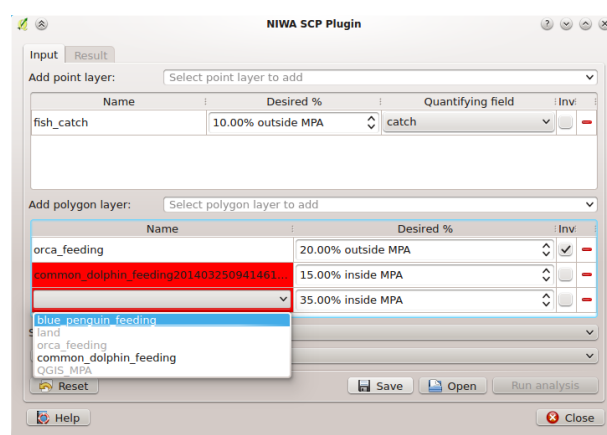 NIWA SCP Plugin
Input Result
Add point layer: Select point layer to add
Name Desired % Quantifying field Inv
fish_catch 10.00% outside MPA catch
Add polygon layer: Select polygon layer to add
Name Desired % Inv
orca_feeding 20.00% outside MPA
common_dolphin_feeding201403250941461... 15.00% inside MPA
35.00% inside MPA
blue_penguin_feeding
land
orca_feeding
common_dolphin_feeding
QGIS_MPA
Reset Save Open Run analysis
Help Close